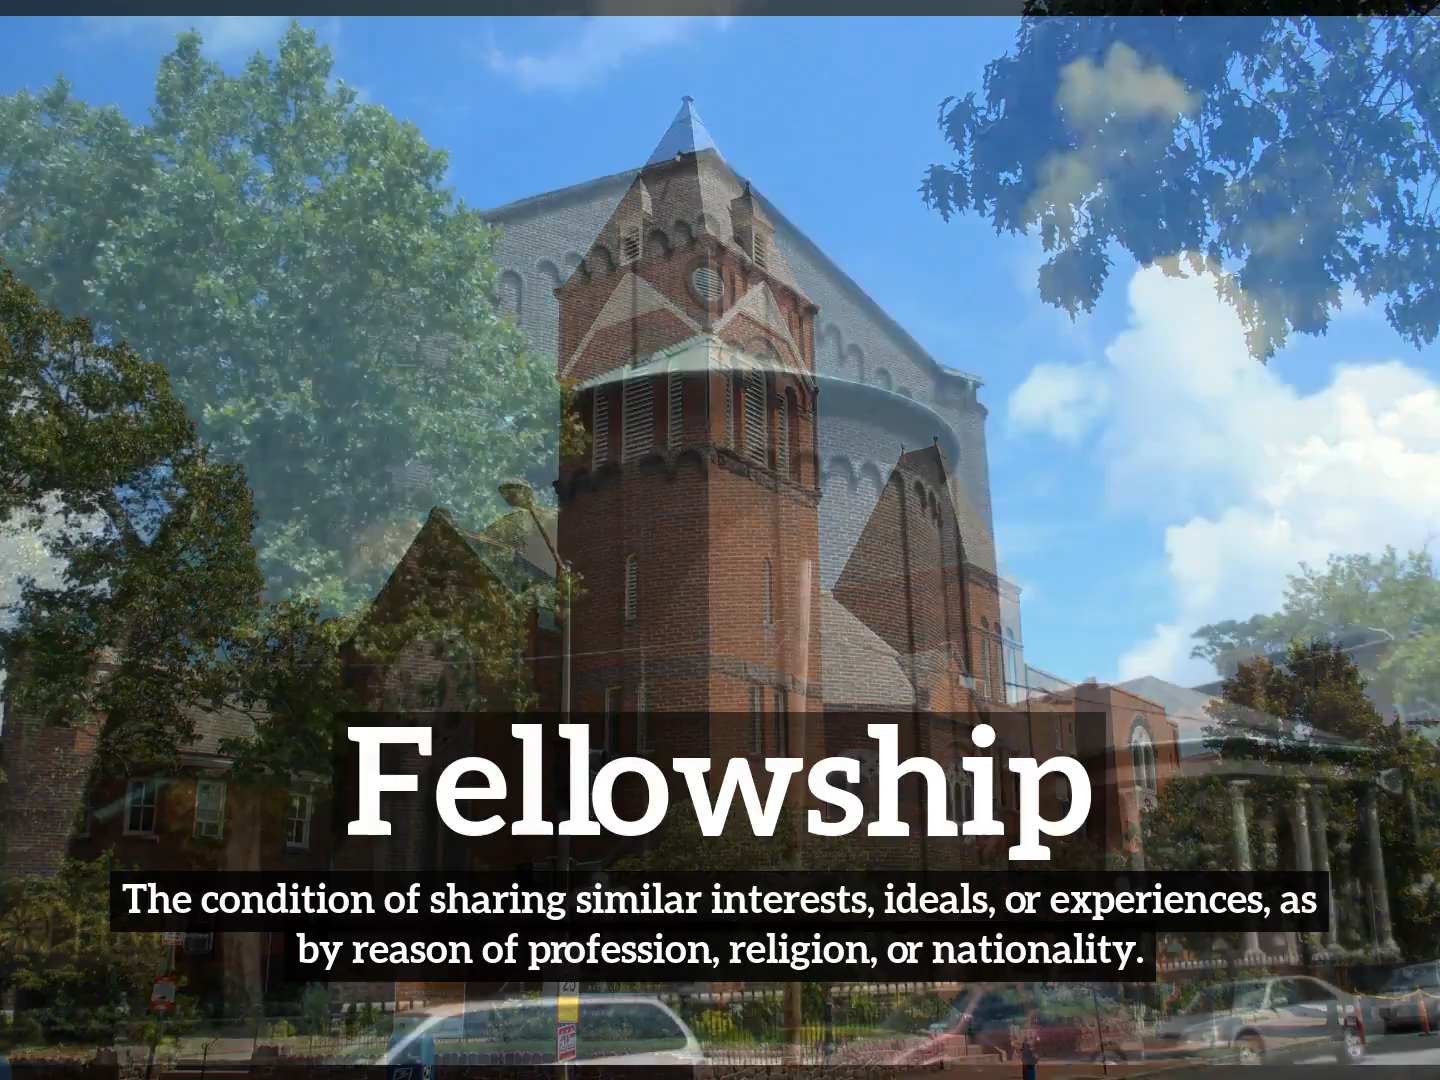 Fellowship
The condition of sharing similar interests, ideals, or experiences, as
by reason of profession, religion, or nationality.